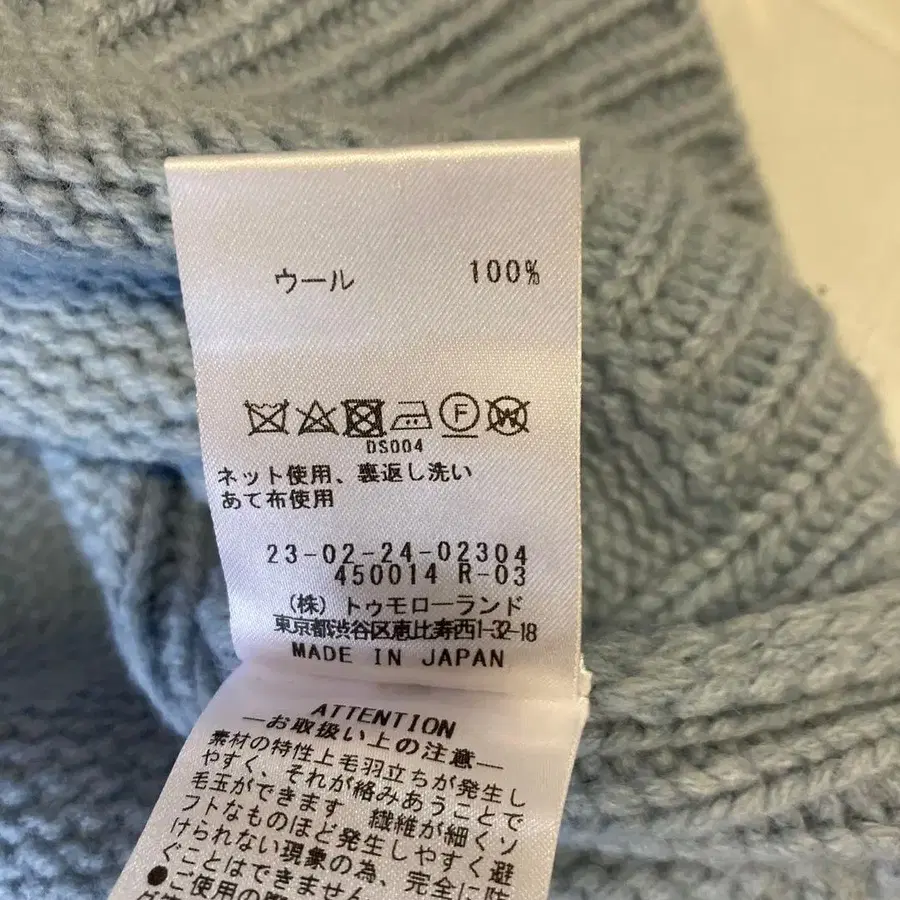 ウール 100%
F W
DS004
ネット使用、裏返し洗い
あて布使用
23-02-24-02304
450014 R-03
(株) トゥモローランド
東京都渋谷区恵比寿西1-32-18
MADE IN JAPAN
ATTENTION
―お取扱い上の注意―
素材の特性上毛羽立ちが発生し
やすく、それが絡みあうことで
毛玉ができます 繊維が細くソ
フトなものほど発生しやすく避
けられない現象の為、完全に防
ぐことはできません
●ご使用の